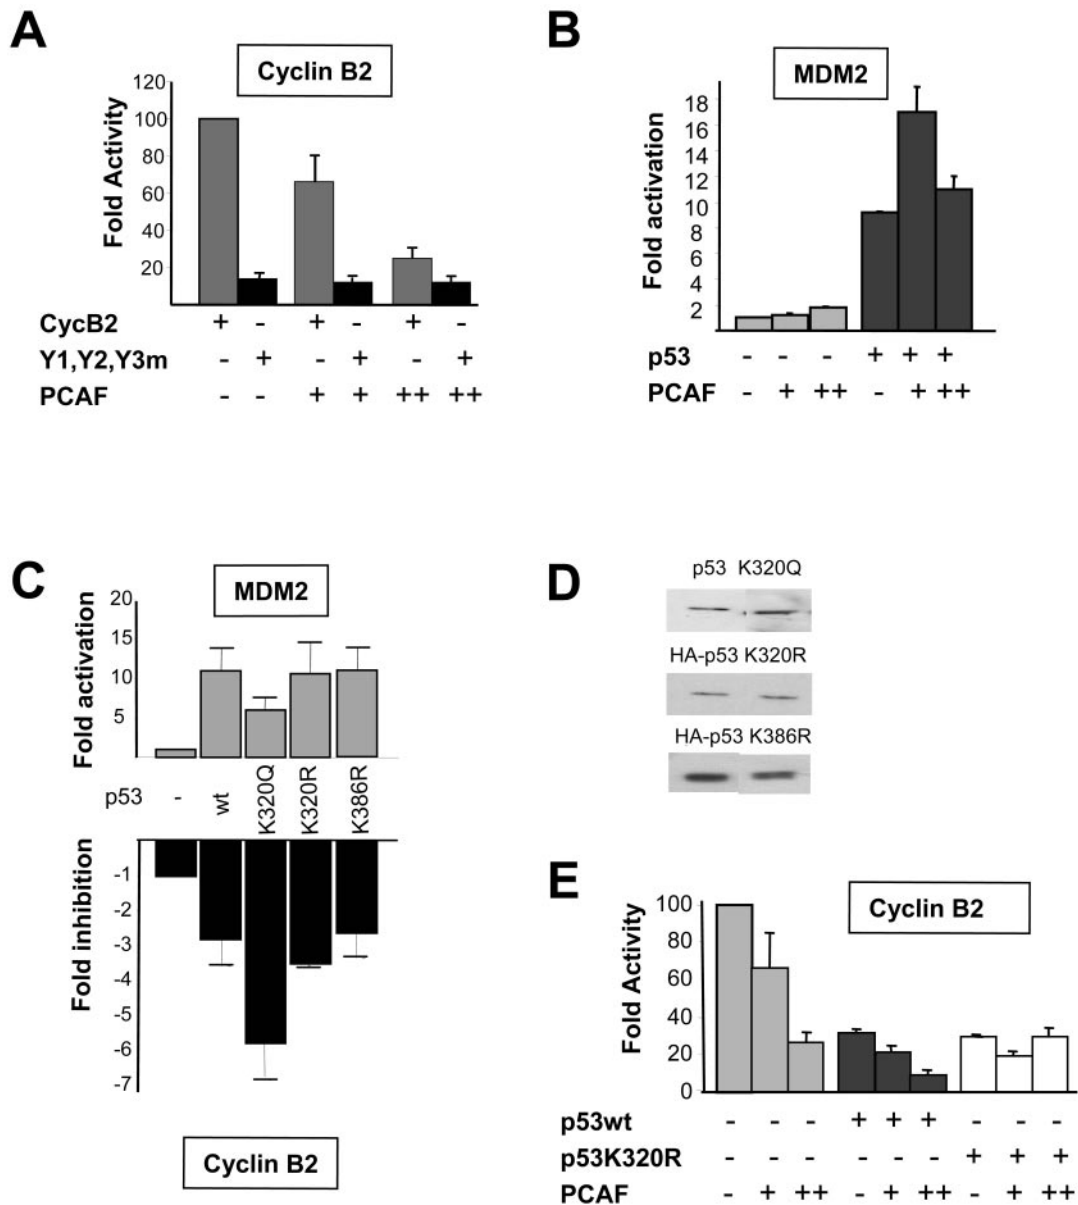 A
Cyclin B2
Fold Activity
120
100
80
60
40
20
CycB2 + - + - + -
Y1,Y2,Y3m - + - + - +
PCAF - - + + ++ ++
B
MDM2
Fold activation
18
16
14
12
10
8
6
4
2
p53 - - - + + +
PCAF - + ++ - + ++
C
MDM2
Fold activation
20
15
10
5
p53 - wt K320Q K320R K386R
Fold inhibition
-1
-2
-3
-4
-5
-6
-7
Cyclin B2
D
p53 K320Q
HA-p53 K320R
HA-p53 K386R
E
Cyclin B2
Fold Activity
100
80
60
40
20
0
p53wt - - - + + + - - -
p53K320R - - - - - - + + +
PCAF - + ++ - + ++ - + ++